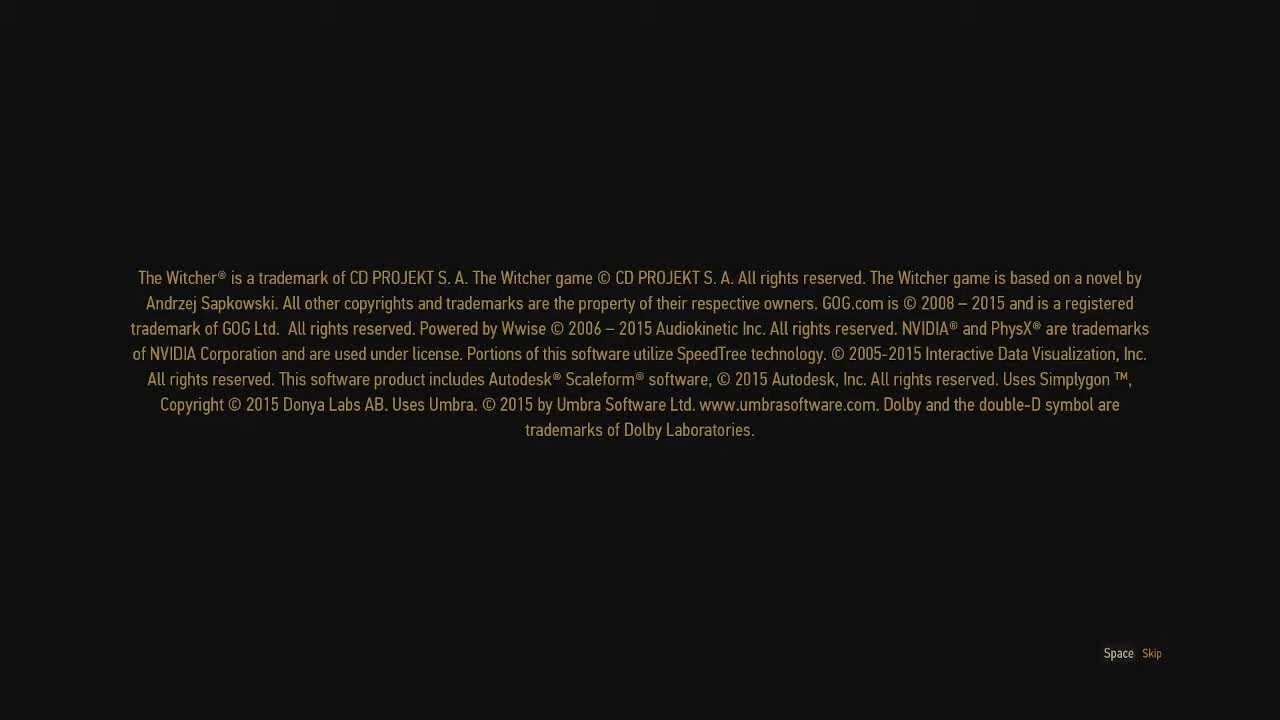 The Witcher® is a trademark of CD PROJEKT S. A. The Witcher game © CD PROJEKT S. A. All rights reserved. The Witcher game is based on a novel by
Andrzej Sapkowski. All other copyrights and trademarks are the property of their respective owners. GOG.com is © 2008 – 2015 and is a registered
trademark of GOG Ltd.  All rights reserved. Powered by Wwise © 2006 – 2015 Audiokinetic Inc. All rights reserved. NVIDIA® and PhysX® are trademarks
of NVIDIA Corporation and are used under license. Portions of this software utilize SpeedTree technology. © 2005-2015 Interactive Data Visualization, Inc.
All rights reserved. This software product includes Autodesk® Scaleform® software, © 2015 Autodesk, Inc. All rights reserved. Uses Simplygon ™,
Copyright © 2015 Donya Labs AB. Uses Umbra. © 2015 by Umbra Software Ltd. www.umbrasoftware.com. Dolby and the double-D symbol are
trademarks of Dolby Laboratories.
Space Skip